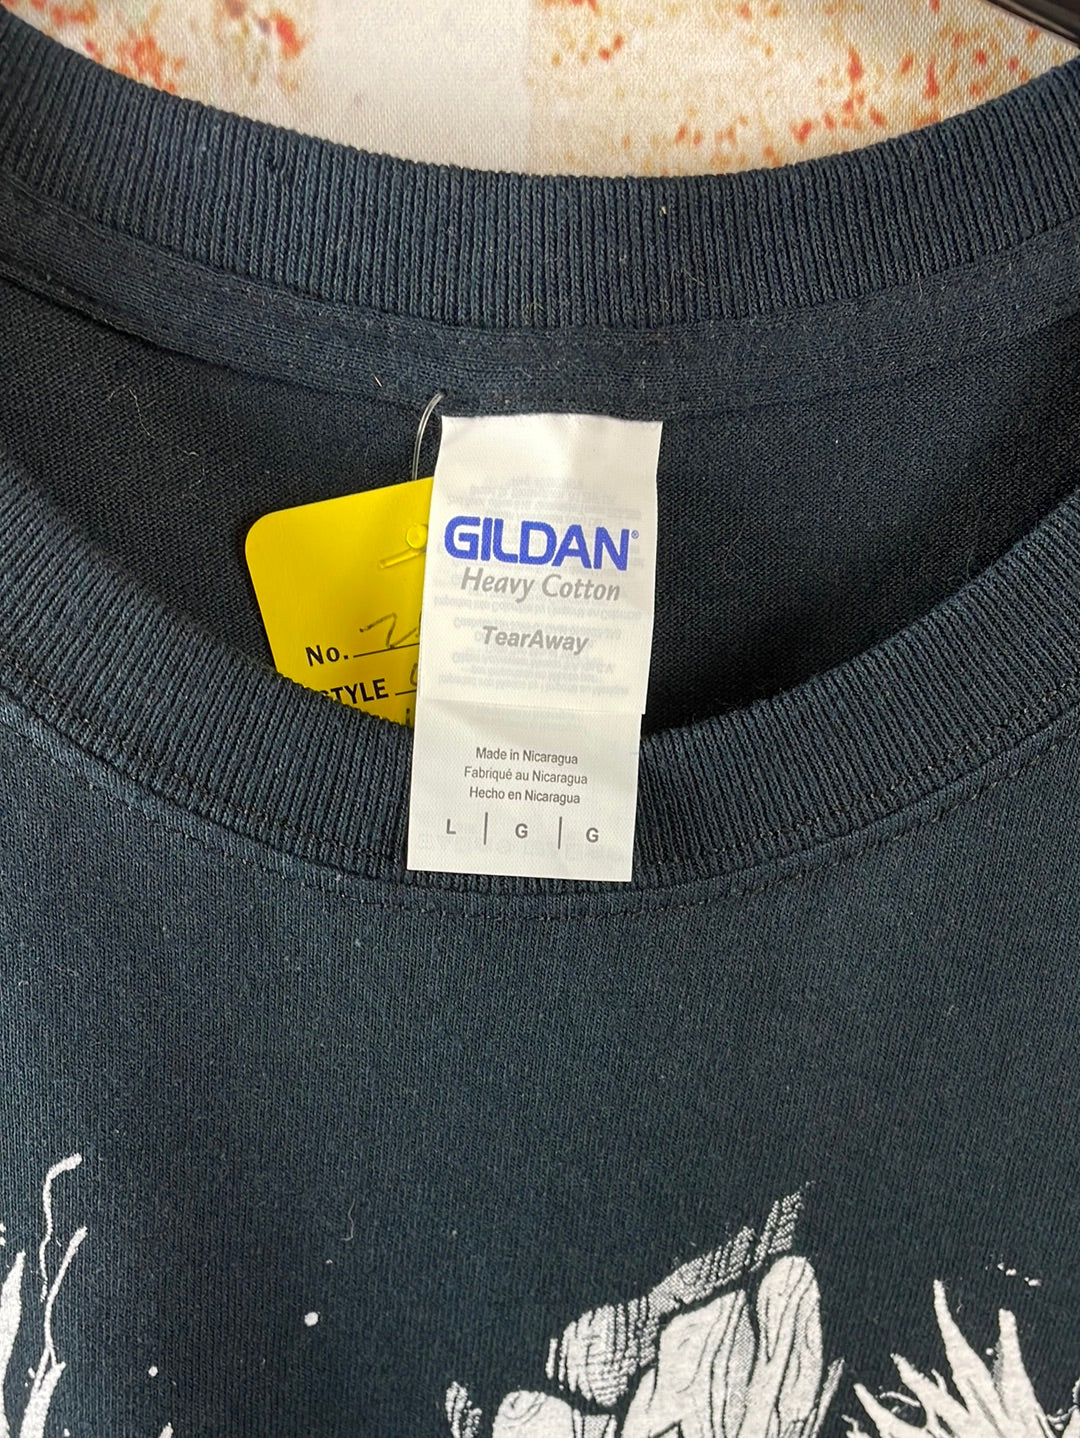 GILDAN®
Heavy Cotton
TearAway
No.
STYLE
Made in Nicaragua
Fabriqué au Nicaragua
Hecho en Nicaragua
L | G | G